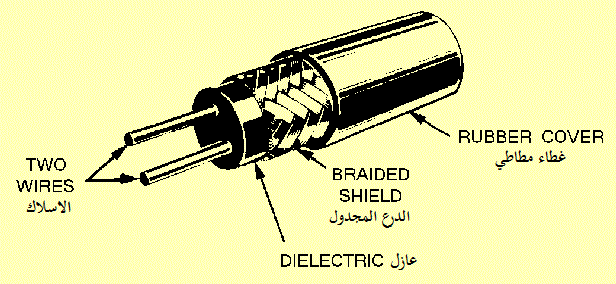 RUBBER COVER
غطاء مطاطي
TWO
WIRES
الاسلاك
BRAIDED
SHIELD
الدرع المجدول
DIELECTRIC عازل